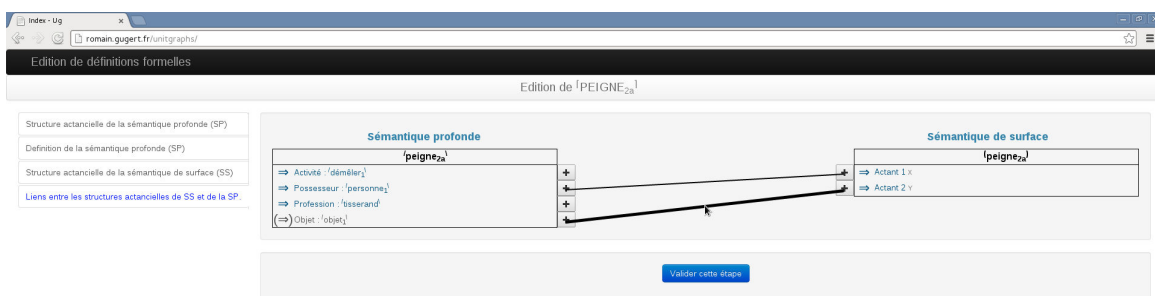 Index - Ug
romain.gugert.fr/unitgraphs/
Edition de définitions formelles
Edition de ⌈PEIGNE2a⌉
Structure actancielle de la sémantique profonde (SP)
Definition de la sémantique profonde (SP)
Structure actancielle de la sémantique de surface (SS)
Liens entre les structures actancielles de SS et de la SP.
Sémantique profonde
/peigne2a\
⇒ Activité : /démêler1\
⇒ Possesseur : /personne1\
⇒ Profession : /tisserand\
(⇒) Objet : /objet1\
Sémantique de surface
(peigne2a)
⇒ Actant 1 X
⇒ Actant 2 Y
Valider cette étape